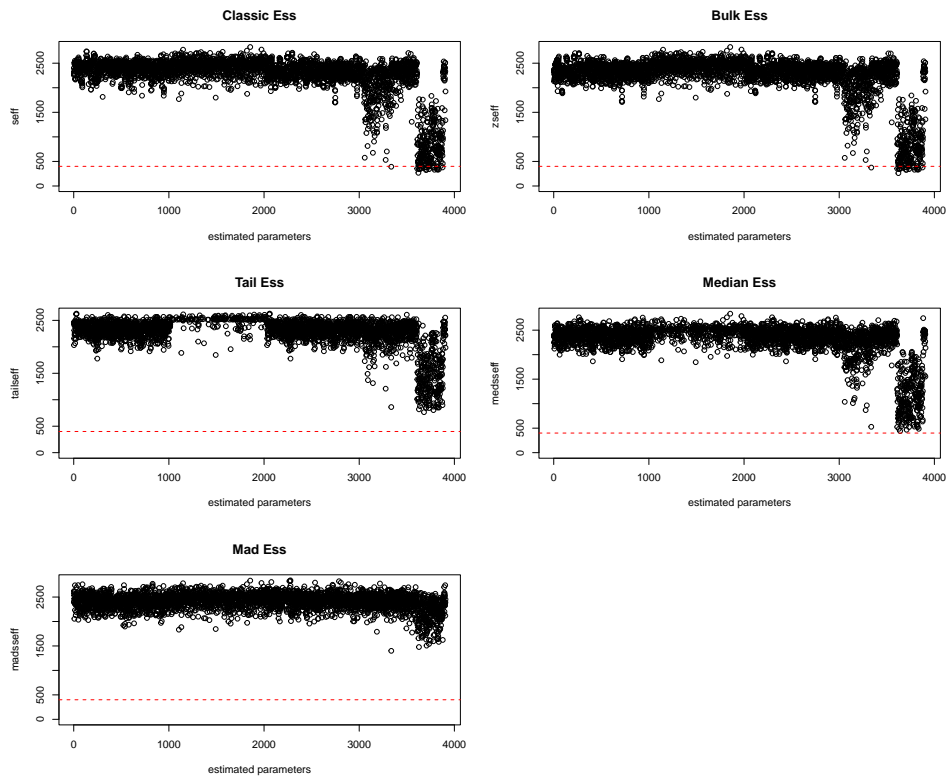 Classic Ess
seff
0 500 1500 2500
0 1000 2000 3000 4000
estimated parameters
Bulk Ess
zseff
0 500 1500 2500
0 1000 2000 3000 4000
estimated parameters
Tail Ess
tailseff
0 500 1500 2500
0 1000 2000 3000 4000
estimated parameters
Median Ess
medsseff
0 500 1500 2500
0 1000 2000 3000 4000
estimated parameters
Mad Ess
madsseff
0 500 1500 2500
0 1000 2000 3000 4000
estimated parameters